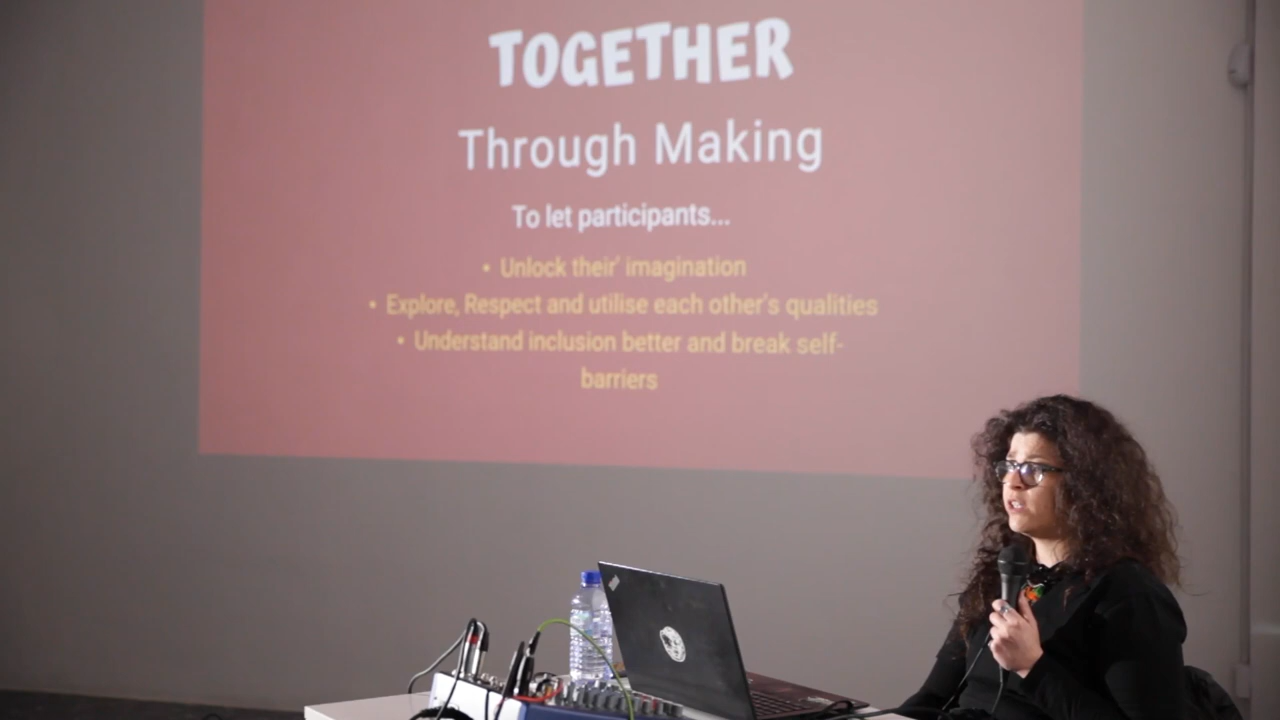 TOGETHER
Through Making
To let participants...
• Unlock their' imagination
• Explore, Respect and utilise each other's qualities
• Understand inclusion better and break self-
barriers